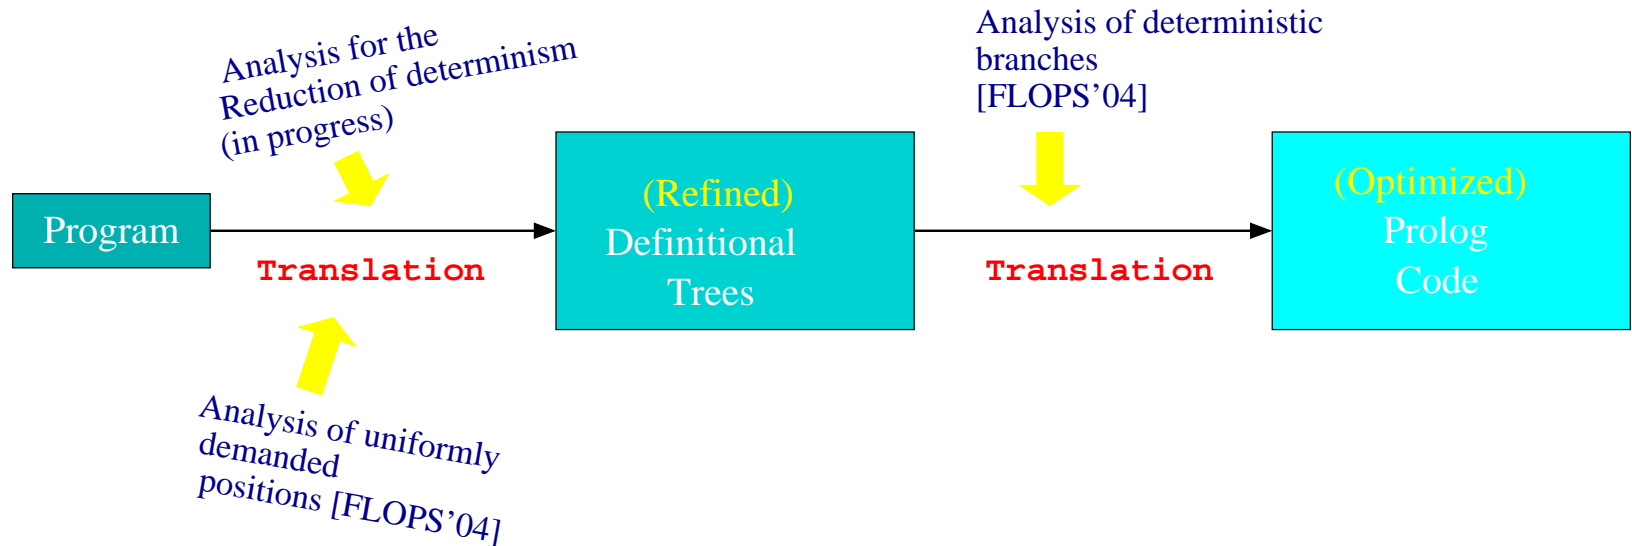 Analysis for the
Reduction of determinism
(in progress)
Analysis of deterministic
branches
[FLOPS’04]
Program
Translation
(Refined)
Definitional
Trees
Translation
(Optimized)
Prolog
Code
Analysis of uniformly
demanded
positions [FLOPS’04]